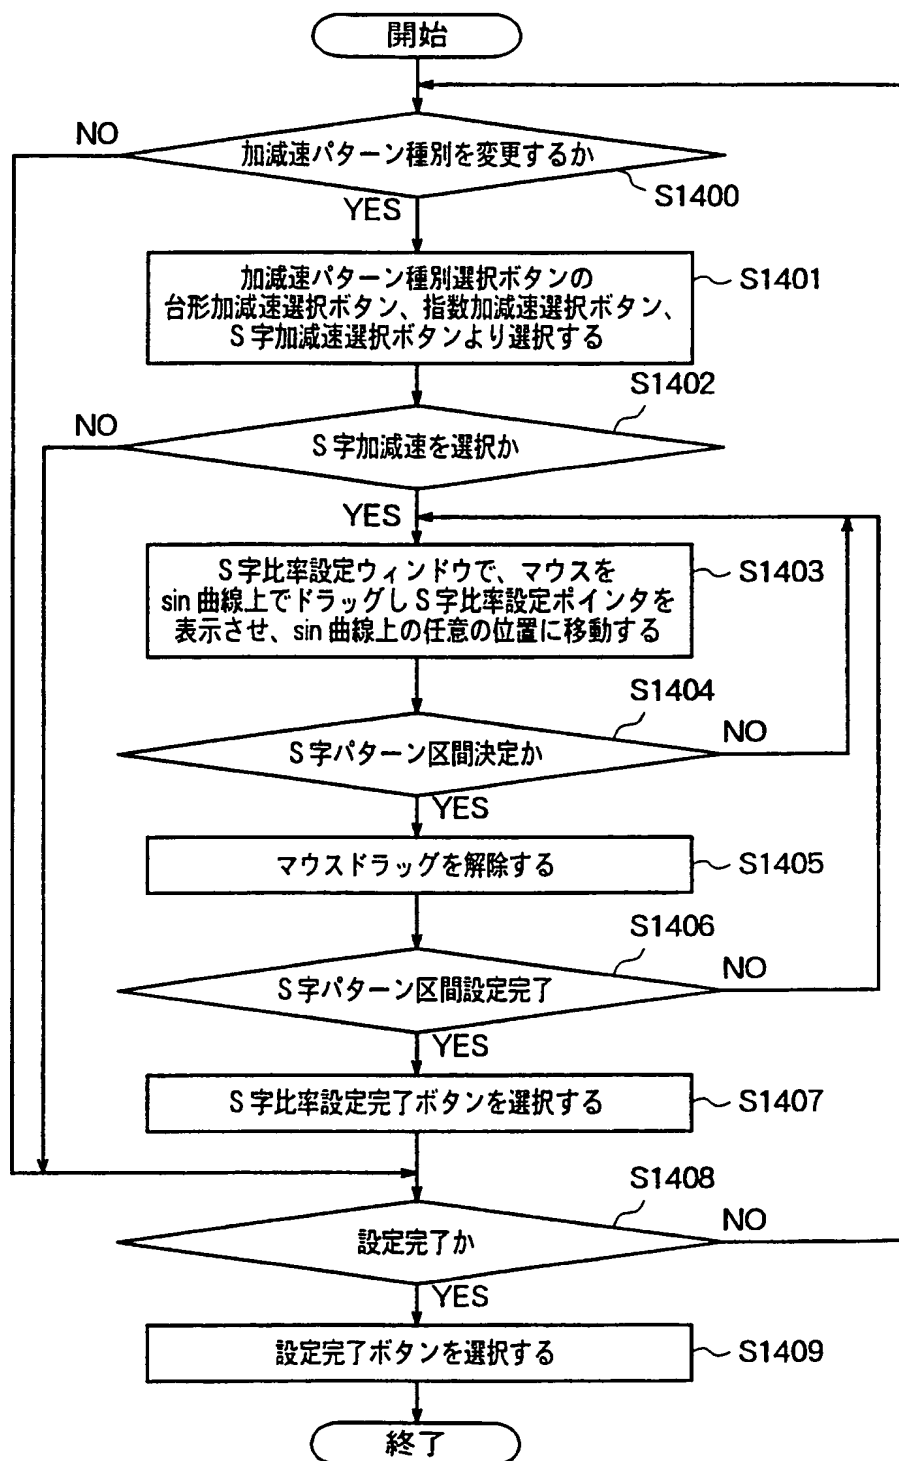 開始
NO
加減速パターン種別を変更するか
S1400
YES
加減速パターン種別選択ボタンの
台形加減速選択ボタン、指数加減速選択ボタン、
S字加減速選択ボタンより選択する
S1401
S1402
NO
S字加減速を選択か
YES
S字比率設定ウィンドウで、マウスを
sin曲線上でドラッグしS字比率設定ポインタを
表示させ、sin曲線上の任意の位置に移動する
S1403
S1404
S字パターン区間決定か
NO
YES
マウスドラッグを解除する
S1405
S1406
S字パターン区間設定完了
NO
YES
S字比率設定完了ボタンを選択する
S1407
S1408
設定完了か
NO
YES
設定完了ボタンを選択する
S1409
終了